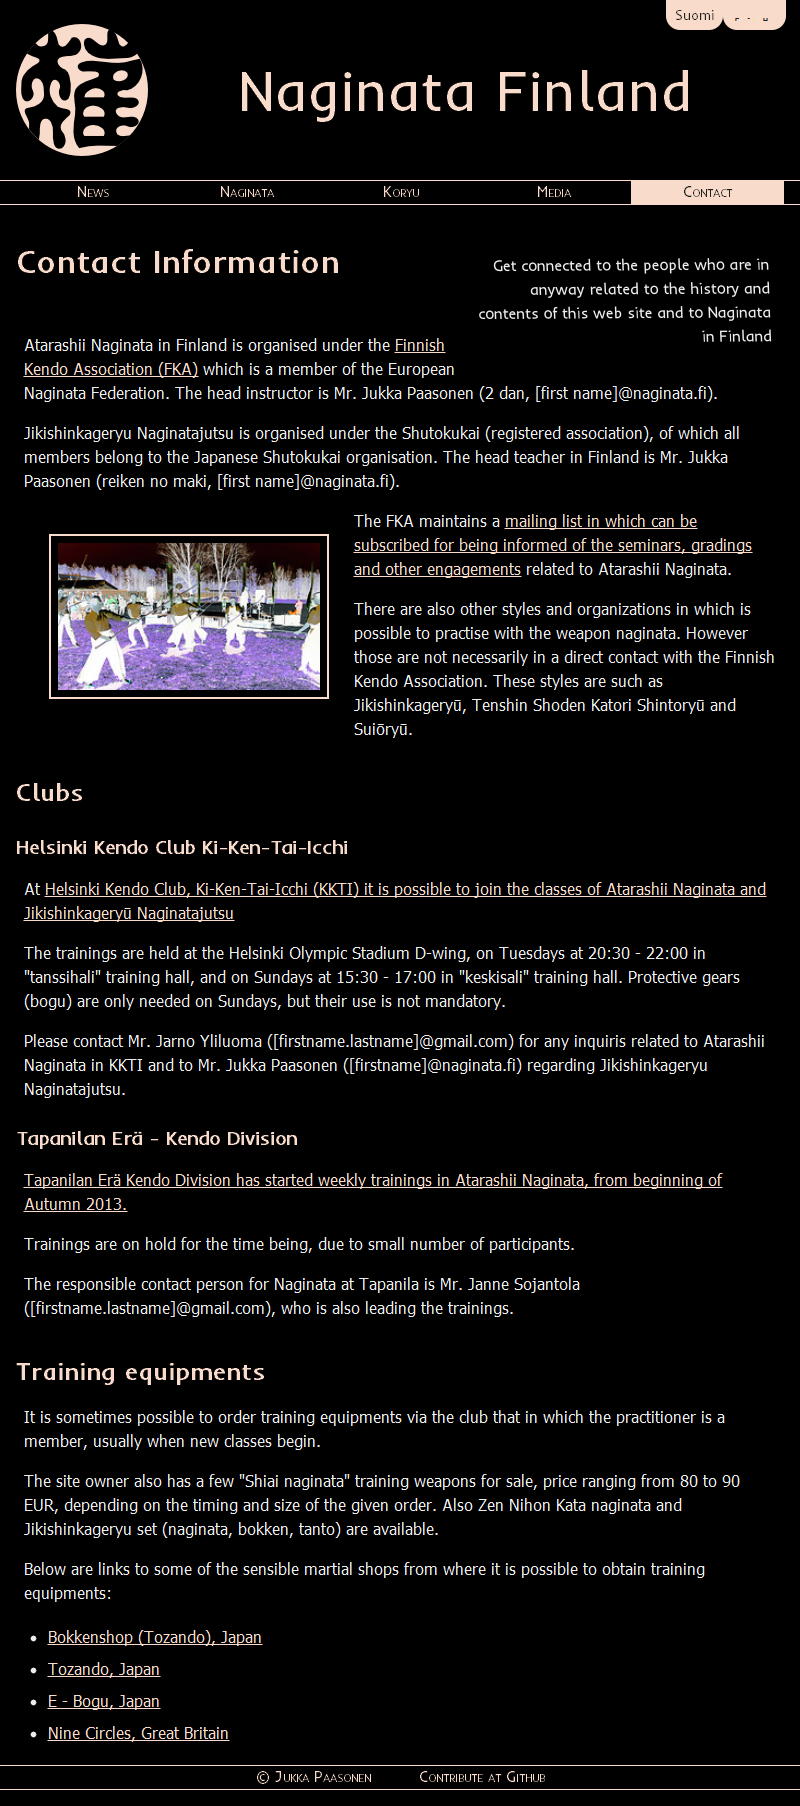 Suomi
Naginata Finland
News Naginata Koryu Media Contact
Contact Information
Get connected to the people who are in
anyway related to the history and
contents of this web site and to Naginata
in Finland
Atarashii Naginata in Finland is organised under the Finnish
Kendo Association (FKA) which is a member of the European
Naginata Federation. The head instructor is Mr. Jukka Paasonen (2 dan, [first name]@naginata.fi).
Jikishinkageryu Naginatajutsu is organised under the Shutokukai (registered association), of which all
members belong to the Japanese Shutokukai organisation. The head teacher in Finland is Mr. Jukka
Paasonen (reiken no maki, [first name]@naginata.fi).
The FKA maintains a mailing list in which can be
subscribed for being informed of the seminars, gradings
and other engagements related to Atarashii Naginata.
There are also other styles and organizations in which is
possible to practise with the weapon naginata. However
those are not necessarily in a direct contact with the Finnish
Kendo Association. These styles are such as
Jikishinkageryū, Tenshin Shoden Katori Shintoryū and
Suiōryū.
Clubs
Helsinki Kendo Club Ki-Ken-Tai-Icchi
At Helsinki Kendo Club, Ki-Ken-Tai-Icchi (KKTI) it is possible to join the classes of Atarashii Naginata and
Jikishinkageryū Naginatajutsu
The trainings are held at the Helsinki Olympic Stadium D-wing, on Tuesdays at 20:30 - 22:00 in
"tanssihali" training hall, and on Sundays at 15:30 - 17:00 in "keskisali" training hall. Protective gears
(bogu) are only needed on Sundays, but their use is not mandatory.
Please contact Mr. Jarno Yliluoma ([firstname.lastname]@gmail.com) for any inquiris related to Atarashii
Naginata in KKTI and to Mr. Jukka Paasonen ([firstname]@naginata.fi) regarding Jikishinkageryu
Naginatajutsu.
Tapanilan Erä - Kendo Division
Tapanilan Erä Kendo Division has started weekly trainings in Atarashii Naginata, from beginning of
Autumn 2013.
Trainings are on hold for the time being, due to small number of participants.
The responsible contact person for Naginata at Tapanila is Mr. Janne Sojantola
([firstname.lastname]@gmail.com), who is also leading the trainings.
Training equipments
It is sometimes possible to order training equipments via the club that in which the practitioner is a
member, usually when new classes begin.
The site owner also has a few "Shiai naginata" training weapons for sale, price ranging from 80 to 90
EUR, depending on the timing and size of the given order. Also Zen Nihon Kata naginata and
Jikishinkageryu set (naginata, bokken, tanto) are available.
Below are links to some of the sensible martial shops from where it is possible to obtain training
equipments:
• Bokkenshop (Tozando), Japan
• Tozando, Japan
• E - Bogu, Japan
• Nine Circles, Great Britain
© Jukka Paasonen Contribute at Github